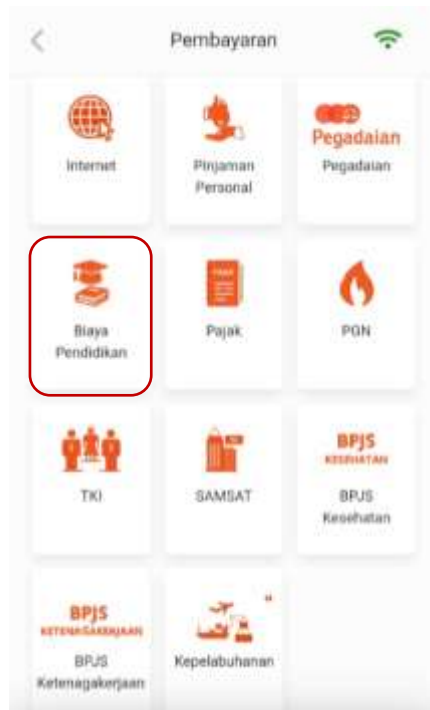 Pembayaran
Internet
Pinjaman
Personal
Pegadaian
Pegadaian
Biaya
Pendidikan
Pajak
PGN
TKI
SAMSAT
BPJS
KESEHATAN
BPJS
Kesehatan
BPJS
KETENAGAKERJAAN
BPJS
Ketenagakerjaan
Kepelabuhanan